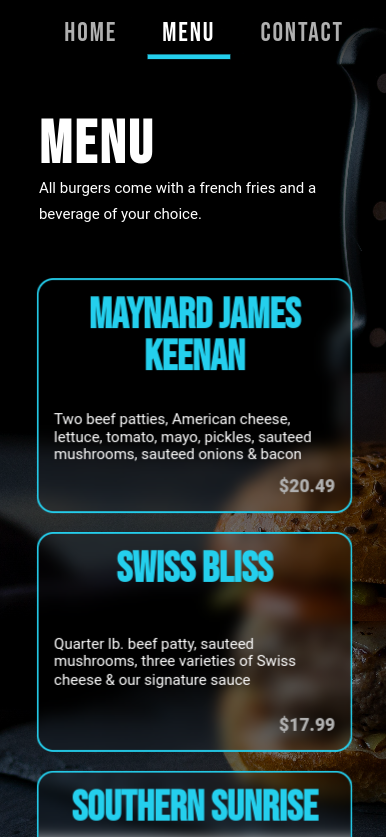 HOME MENU CONTACT
MENU
All burgers come with a french fries and a
beverage of your choice.
MAYNARD JAMES
KEENAN
Two beef patties, American cheese,
lettuce, tomato, mayo, pickles, sauteed
mushrooms, sauteed onions & bacon
$20.49
SWISS BLISS
Quarter lb. beef patty, sauteed
mushrooms, three varieties of Swiss
cheese & our signature sauce
$17.99
SOUTHERN SUNRISE